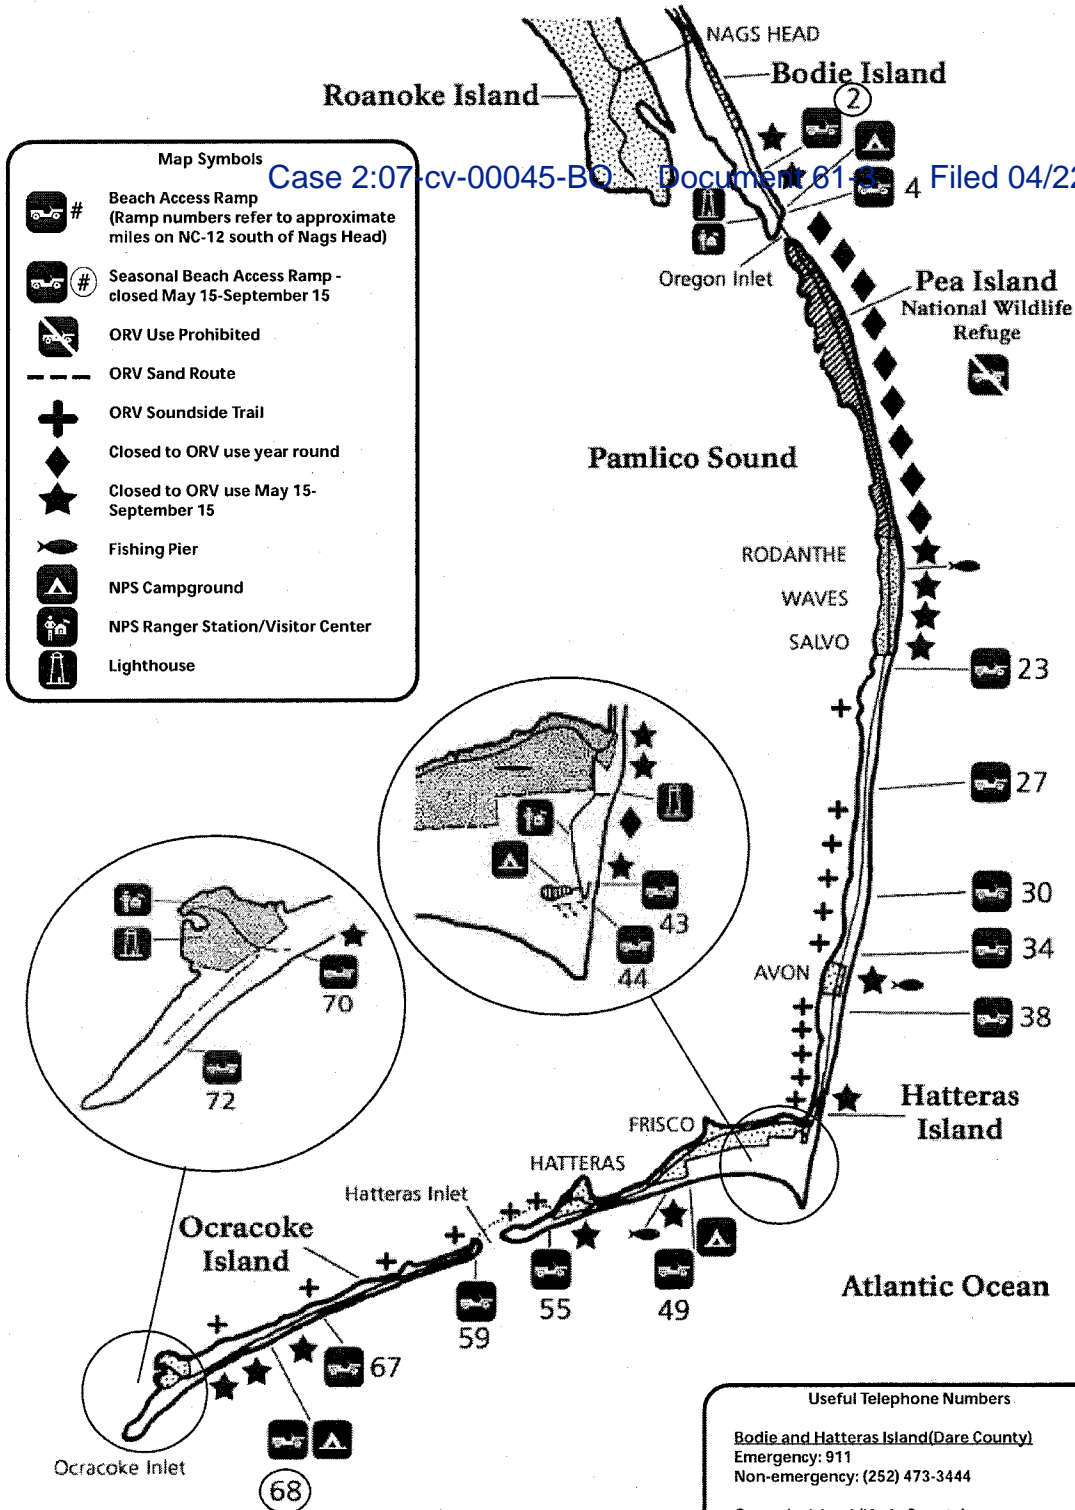 NAGS HEAD
Bodie Island
Roanoke Island
2
Case 2:07-cv-00045-BO Document 61-3 Filed 04/22
4
Map Symbols
# Beach Access Ramp
(Ramp numbers refer to approximate
miles on NC-12 south of Nags Head)
# Seasonal Beach Access Ramp -
closed May 15-September 15
ORV Use Prohibited
ORV Sand Route
ORV Soundside Trail
Closed to ORV use year round
Closed to ORV use May 15-
September 15
Fishing Pier
NPS Campground
NPS Ranger Station/Visitor Center
Lighthouse
Oregon Inlet
Pea Island
National Wildlife
Refuge
Pamlico Sound
RODANTHE
WAVES
SALVO
23
27
30
34
AVON
38
43
44
70
72
Hatteras
Island
FRISCO
HATTERAS
Hatteras Inlet
Ocracoke
Island
Atlantic Ocean
55
49
59
67
68
Ocracoke Inlet
Useful Telephone Numbers
Bodie and Hatteras Island(Dare County)
Emergency: 911
Non-emergency: (252) 473-3444